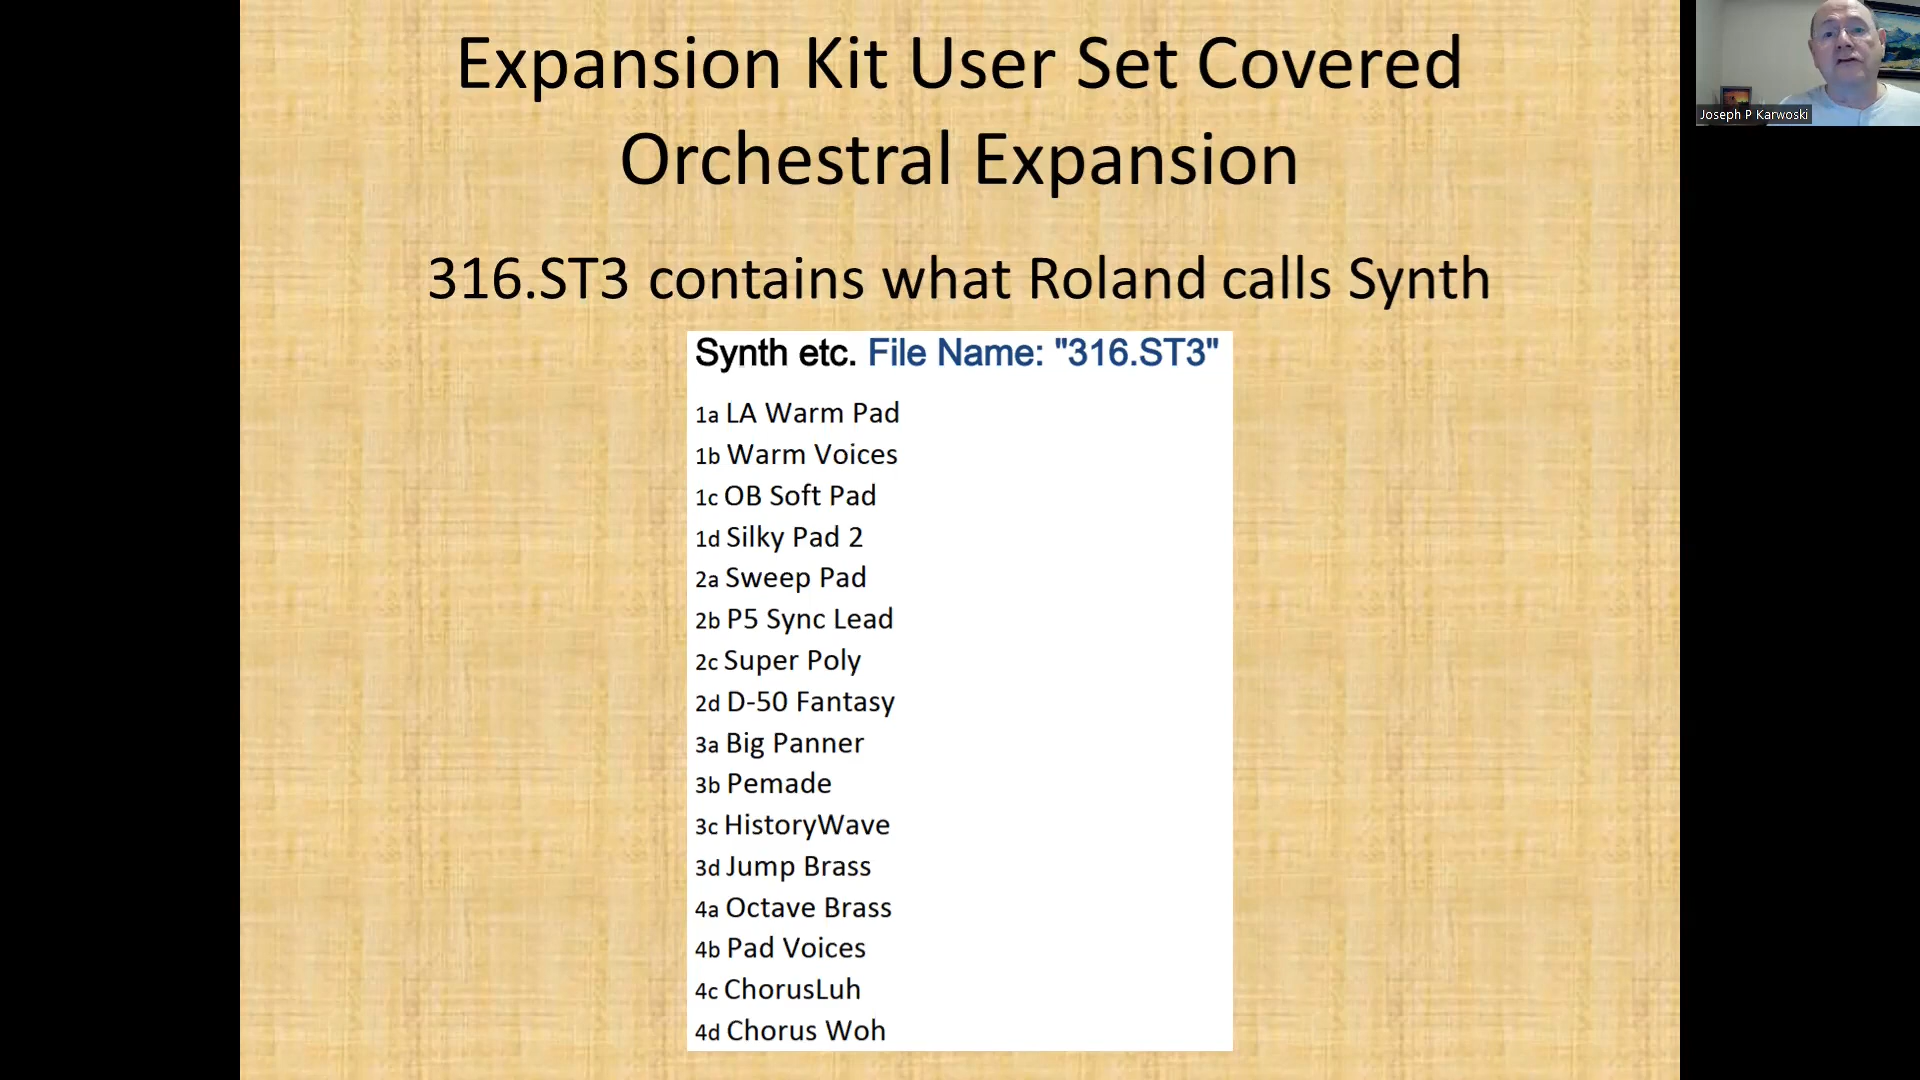 Expansion Kit User Set Covered
Orchestral Expansion
316.ST3 contains what Roland calls Synth
Synth etc. File Name: "316.ST3"
1a LA Warm Pad
1b Warm Voices
1c OB Soft Pad
1d Silky Pad 2
2a Sweep Pad
2b P5 Sync Lead
2c Super Poly
2d D-50 Fantasy
3a Big Panner
3b Pemade
3c HistoryWave
3d Jump Brass
4a Octave Brass
4b Pad Voices
4c ChorusLuh
4d Chorus Woh
Joseph P Karwoski